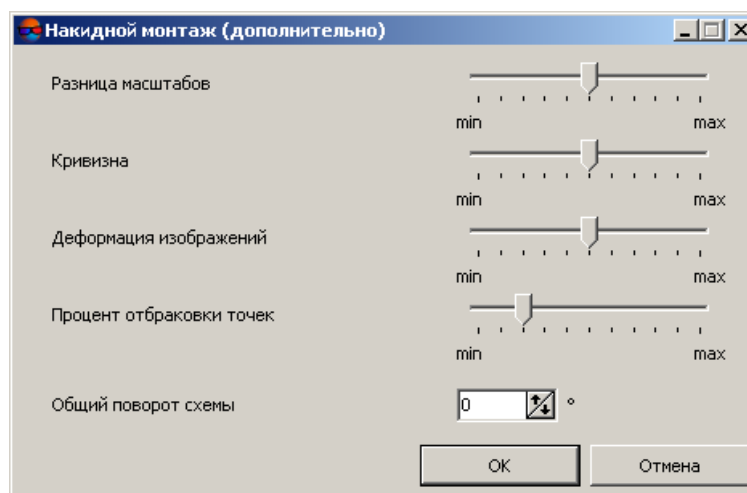 Накидной монтаж (дополнительно)
Разница масштабов
min max
Кривизна
min max
Деформация изображений
min max
Процент отбраковки точек
min max
Общий поворот схемы 0 °
OK Отмена